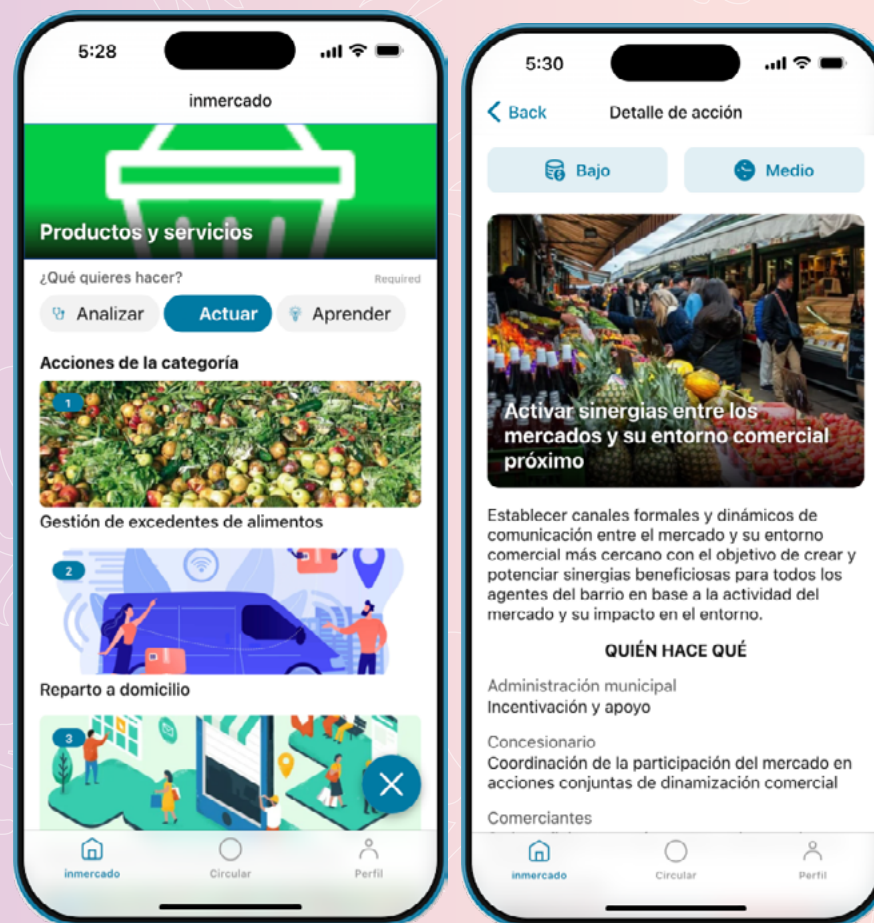 5:28
inmercado
Productos y servicios
¿Qué quieres hacer?
Required
Analizar
Actuar
Aprender
Acciones de la categoría
1
Gestión de excedentes de alimentos
2
Reparto a domicilio
3
inmercado
Circular
Perfil
5:30
Back
Detalle de acción
Bajo
Medio
Activar sinergias entre los
mercados y su entorno comercial
próximo
Establecer canales formales y dinámicos de
comunicación entre el mercado y su entorno
comercial más cercano con el objetivo de crear y
potenciar sinergias beneficiosas para todos los
agentes del barrio en base a la actividad del
mercado y su impacto en el entorno.
QUIÉN HACE QUÉ
Administración municipal
Incentivación y apoyo
Concesionario
Coordinación de la participación del mercado en
acciones conjuntas de dinamización comercial
Comerciantes
inmercado
Circular
Perfil